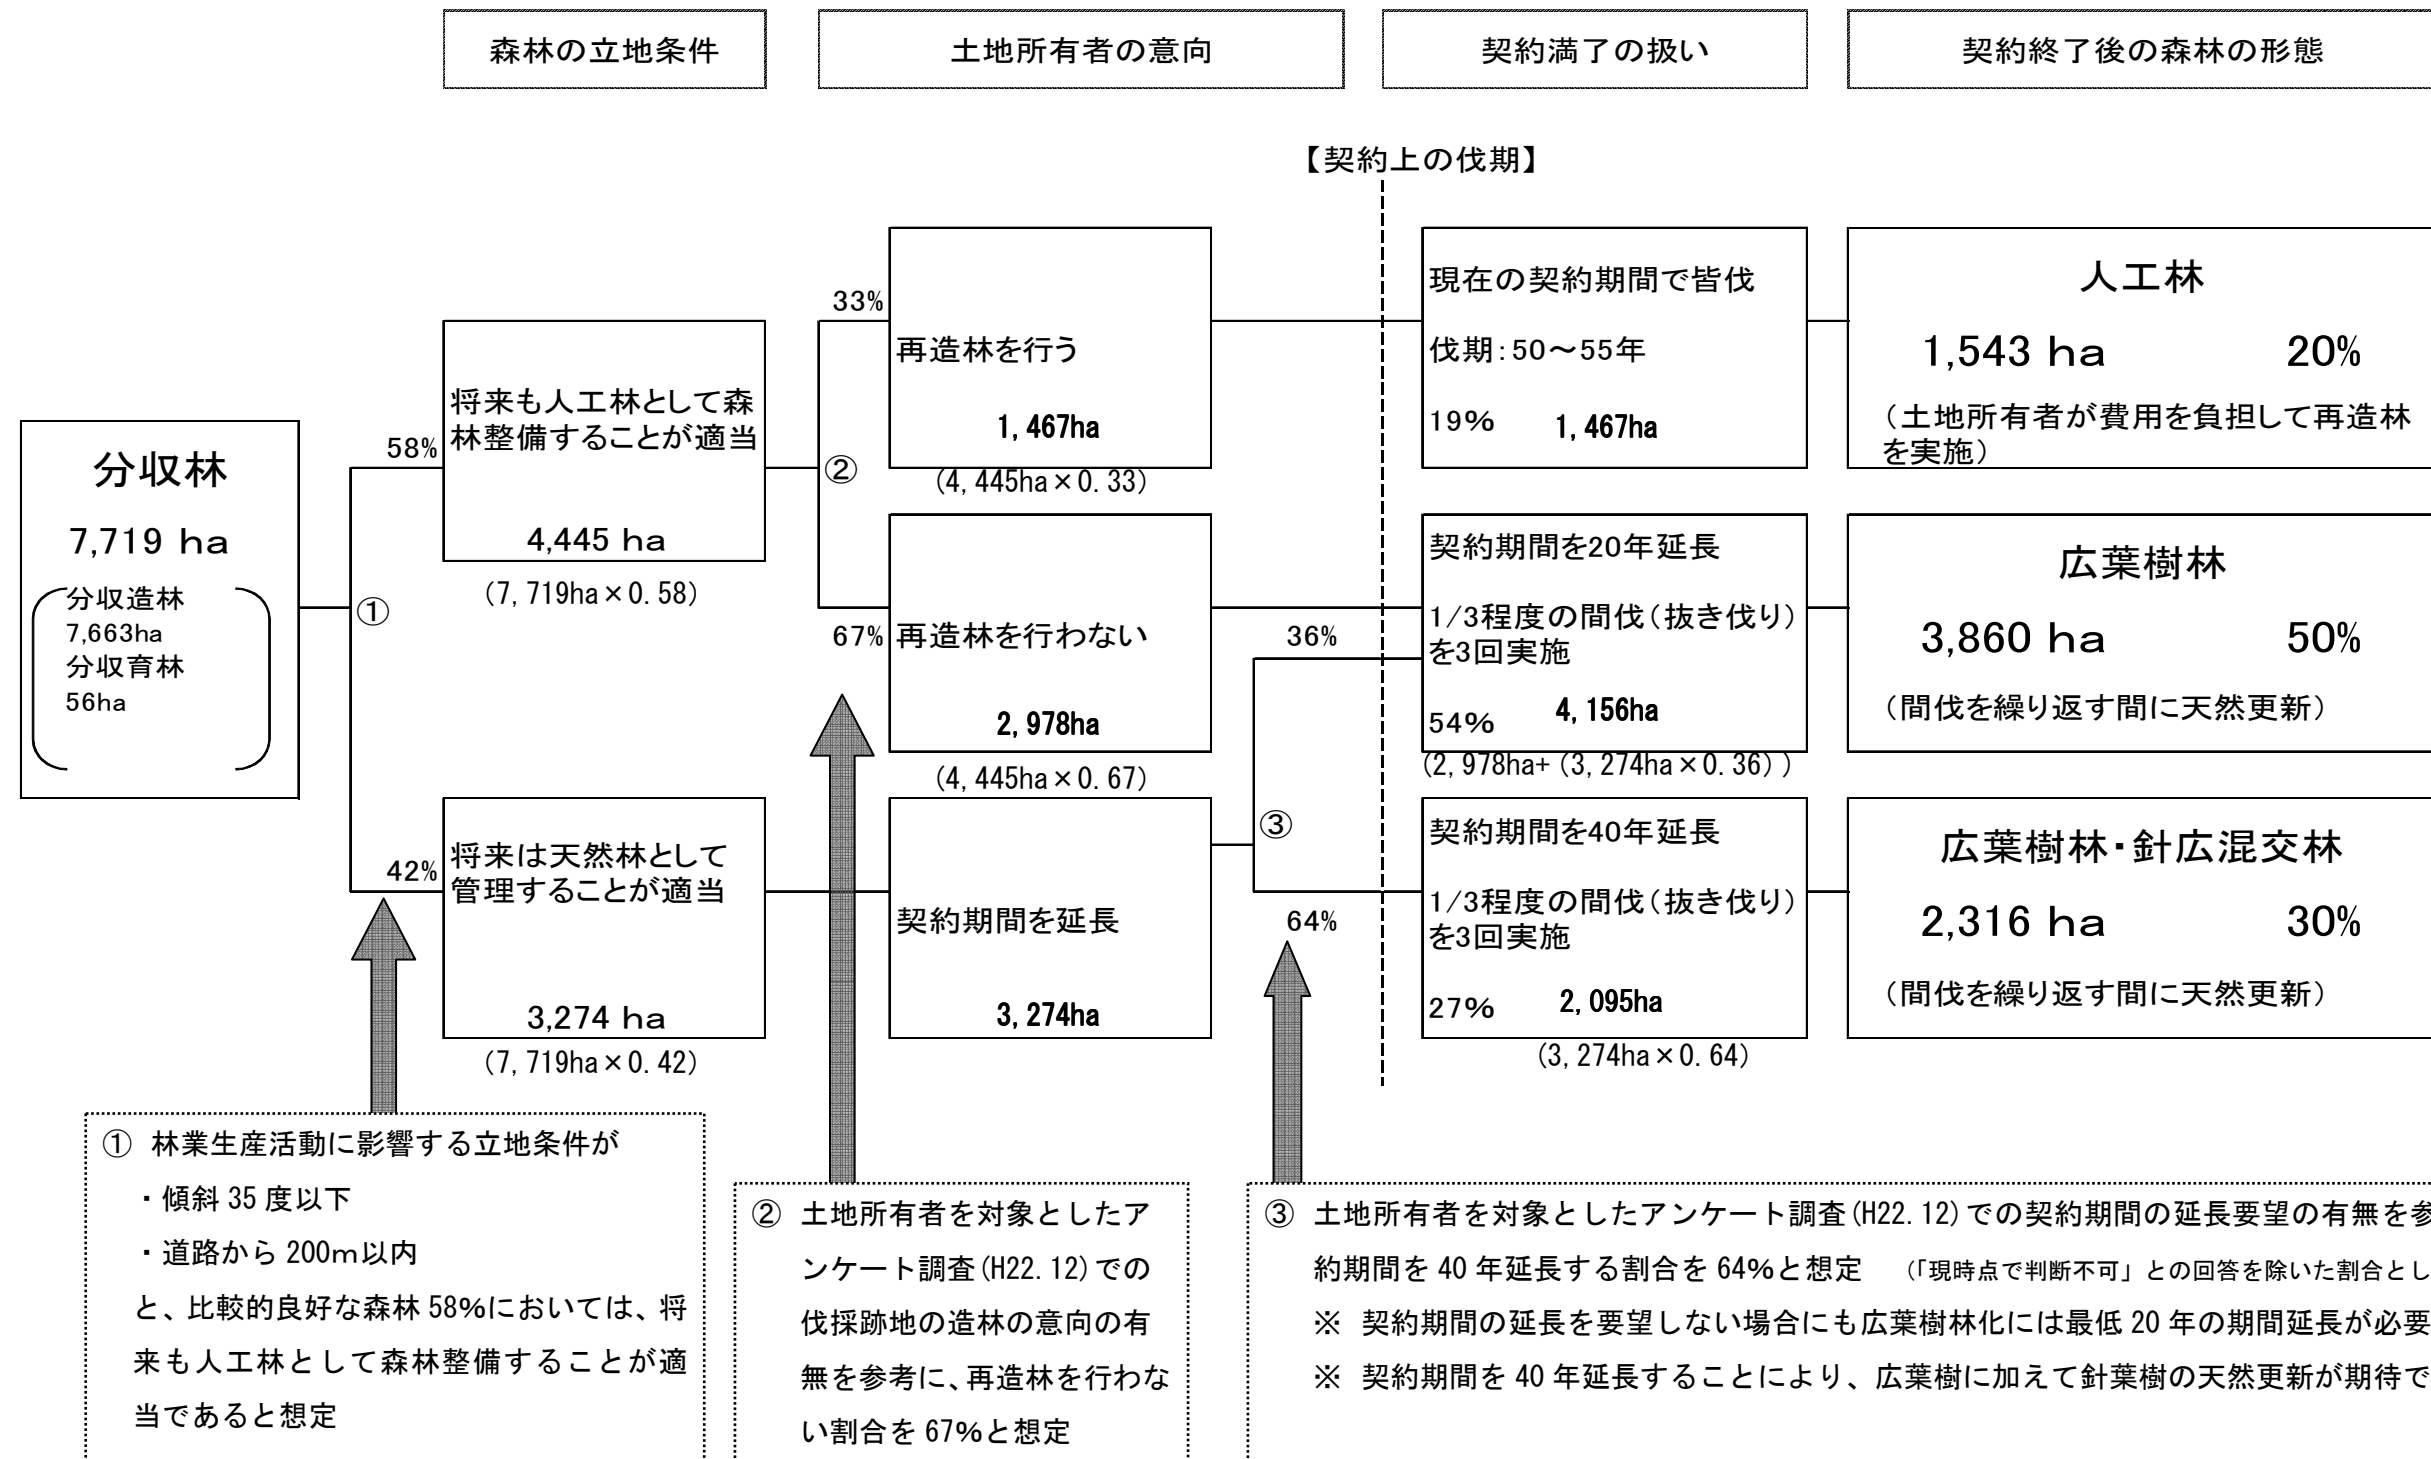 森林の立地条件
土地所有者の意向
契約満了の扱い
契約終了後の森林の形態
【契約上の伐期】
分収林
7,719 ha
分収造林
7,663ha
分収育林
56ha
①
58%
将来も人工林として森
林整備することが適当
4,445 ha
(7,719ha×0.58)
42%
将来は天然林として
管理することが適当
3,274 ha
(7,719ha×0.42)
②
33%
再造林を行う
1,467ha
(4,445ha×0.33)
67%
再造林を行わない
2,978ha
(4,445ha×0.67)
契約期間を延長
3,274ha
③
36%
64%
現在の契約期間で皆伐
伐期:50～55年
19% 1,467ha
契約期間を20年延長
1/3程度の間伐(抜き伐り)
を3回実施
54% 4,156ha
(2,978ha+(3,274ha×0.36))
契約期間を40年延長
1/3程度の間伐(抜き伐り)
を3回実施
27% 2,095ha
(3,274ha×0.64)
人工林
1,543 ha 20%
(土地所有者が費用を負担して再造林
を実施)
広葉樹林
3,860 ha 50%
(間伐を繰り返す間に天然更新)
広葉樹林・針広混交林
2,316 ha 30%
(間伐を繰り返す間に天然更新)
① 林業生産活動に影響する立地条件が
・傾斜 35 度以下
・道路から 200m以内
と、比較的良好な森林 58%においては、将
来も人工林として森林整備することが適
当であると想定
② 土地所有者を対象としたア
ンケート調査(H22.12)での
伐採跡地の造林の意向の有
無を参考に、再造林を行わな
い割合を 67%と想定
③ 土地所有者を対象としたアンケート調査(H22.12)での契約期間の延長要望の有無を参
約期間を 40 年延長する割合を 64%と想定 (「現時点で判断不可」との回答を除いた割合とし
※ 契約期間の延長を要望しない場合にも広葉樹林化には最低 20 年の期間延長が必要
※ 契約期間を 40 年延長することにより、広葉樹に加えて針葉樹の天然更新が期待で